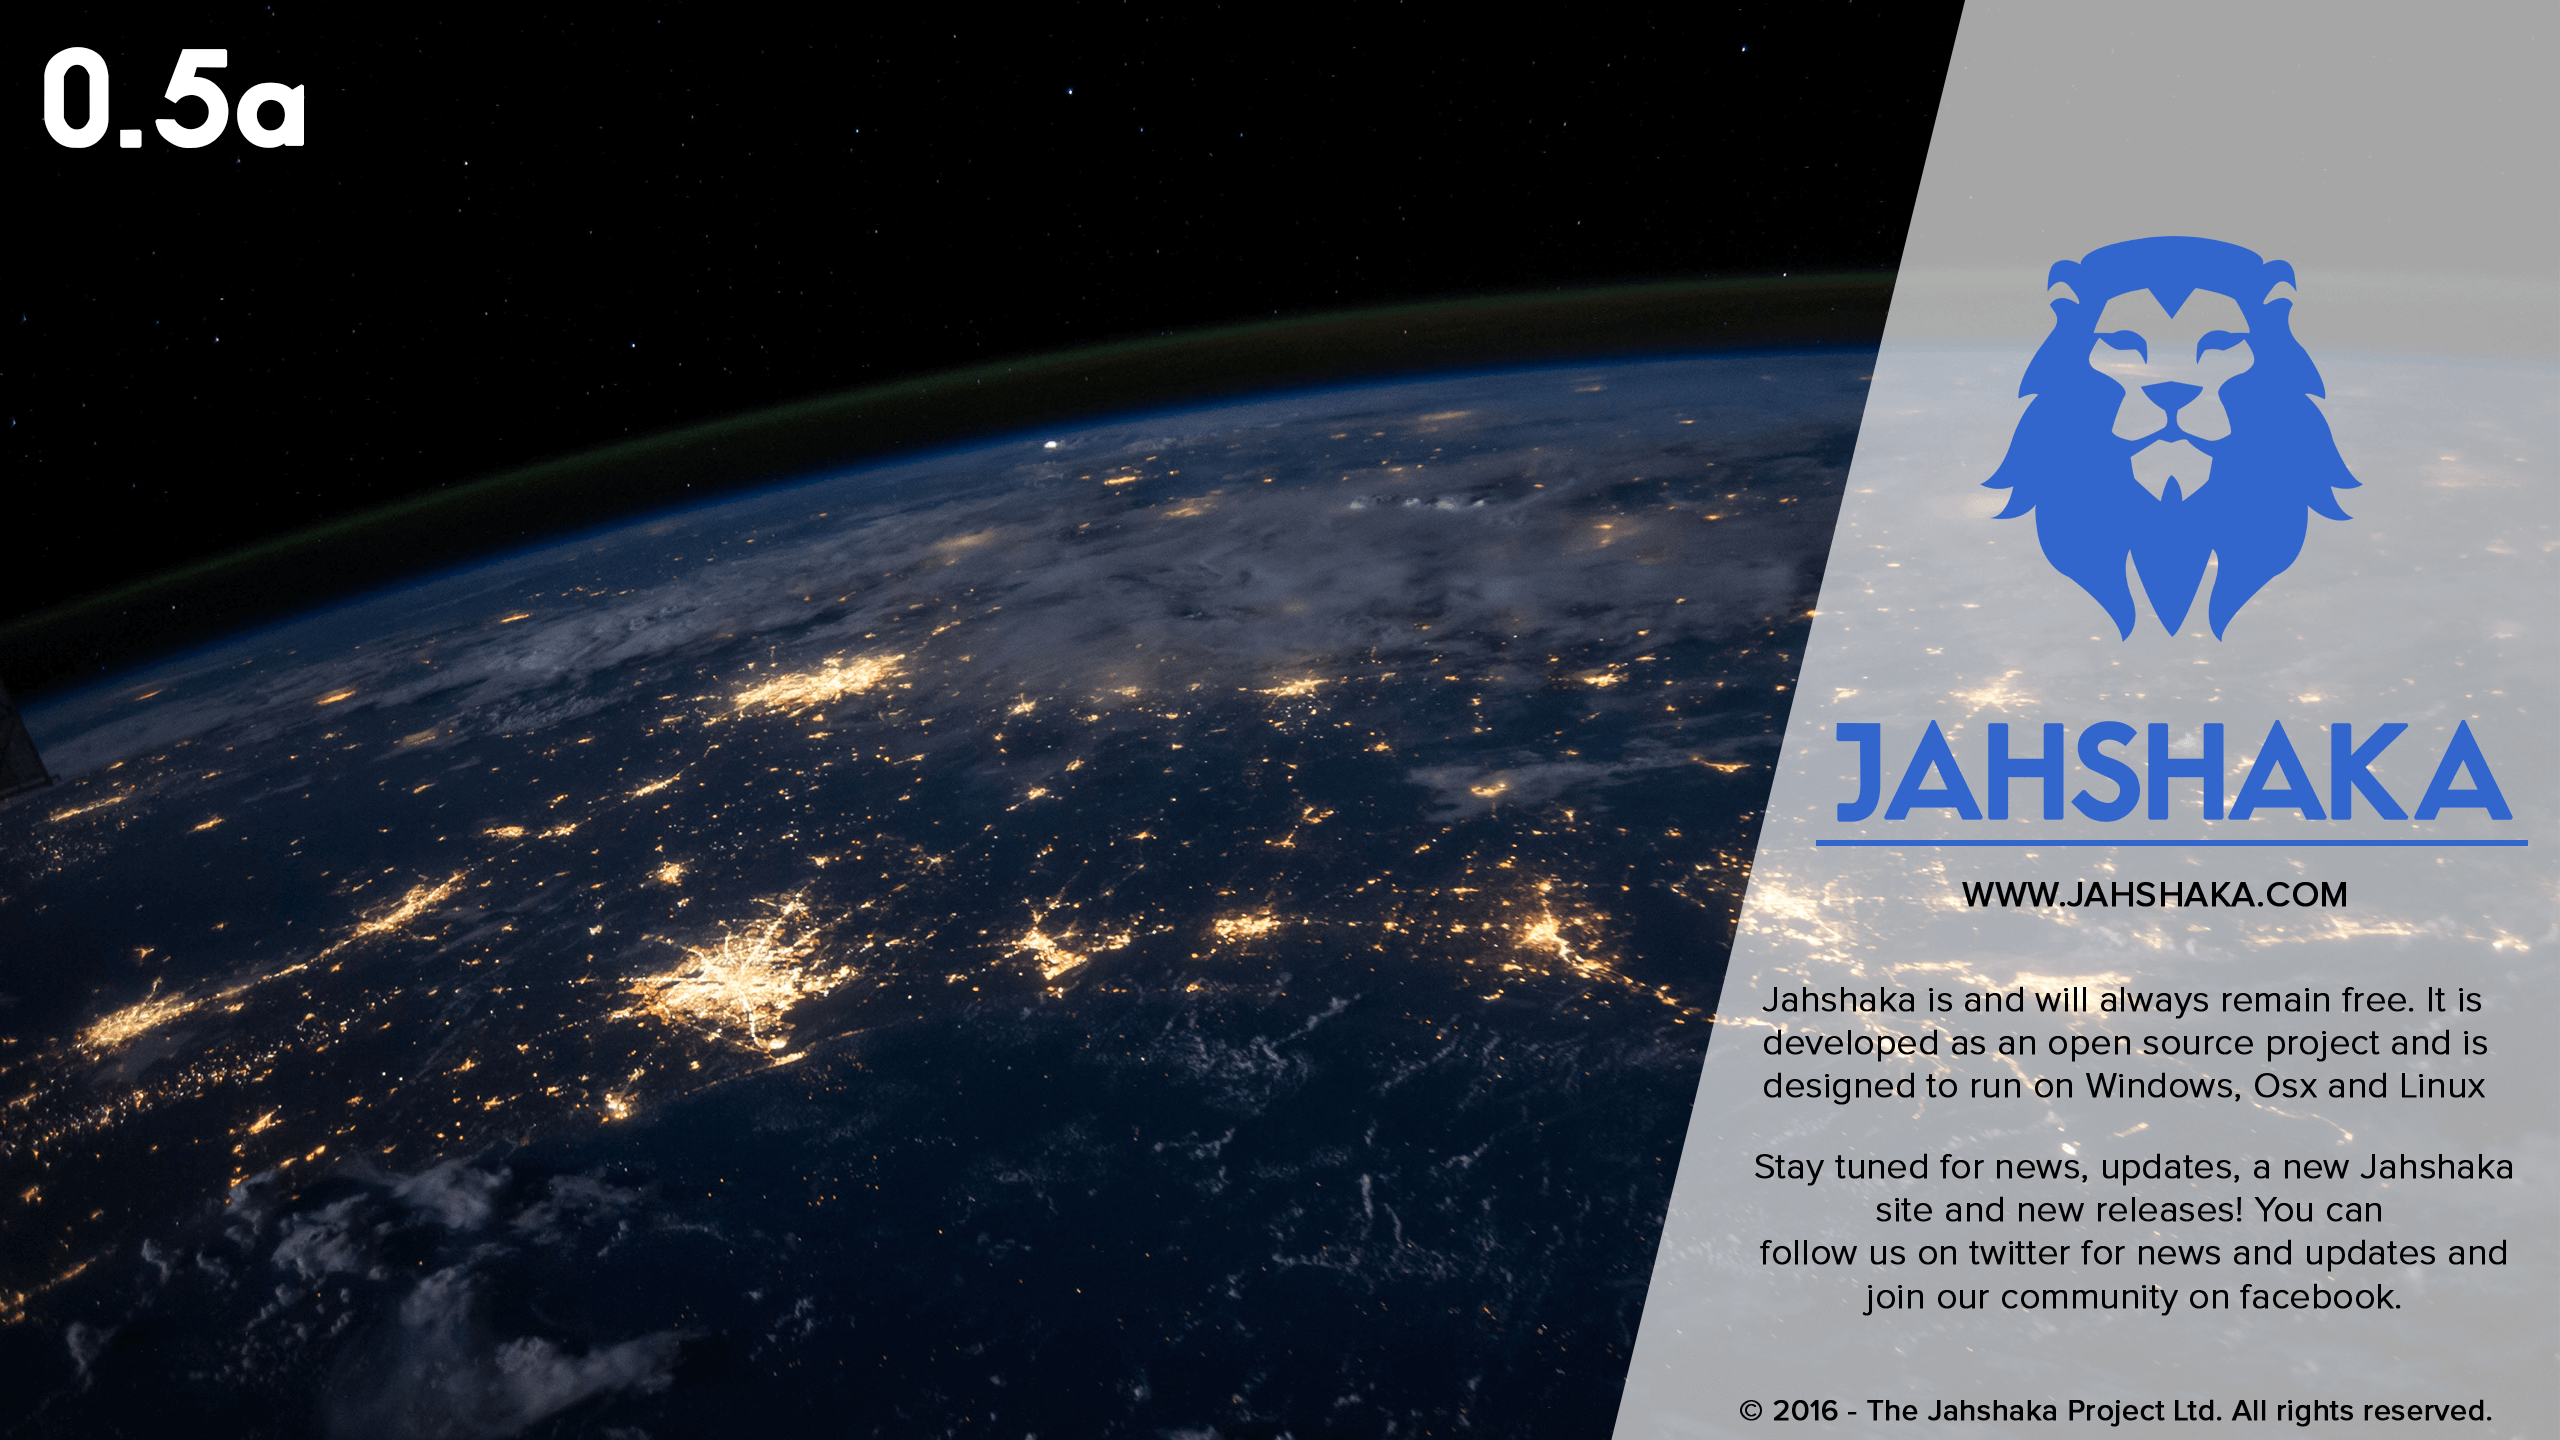 0.5a
JAHSHAKA
WWW.JAHSHAKA.COM
Jahshaka is and will always remain free. It is
developed as an open source project and is
designed to run on Windows, Osx and Linux
Stay tuned for news, updates, a new Jahshaka
site and new releases! You can
follow us on twitter for news and updates and
join our community on facebook.
© 2016 - The Jahshaka Project Ltd. All rights reserved.